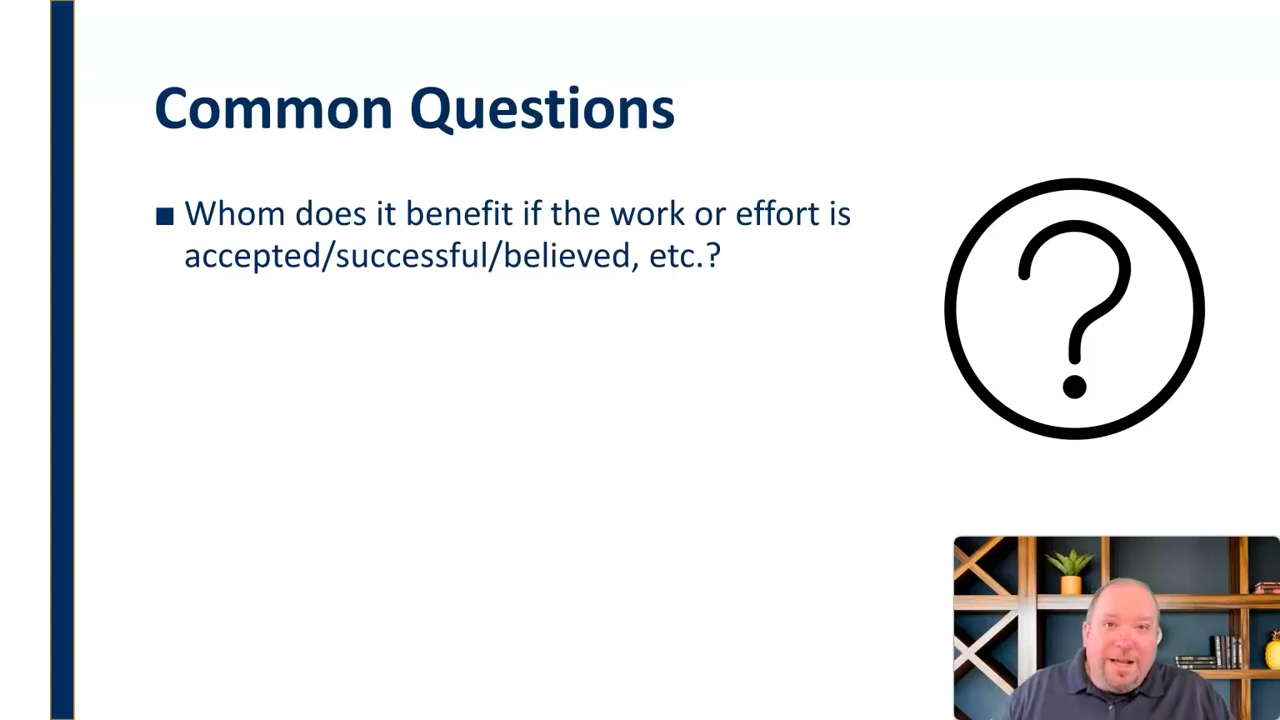 Common Questions
■ Whom does it benefit if the work or effort is
accepted/successful/believed, etc.?